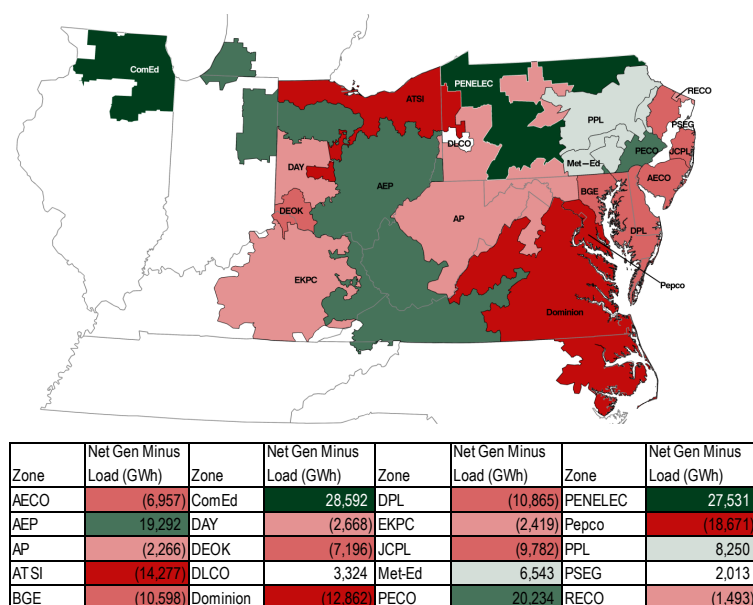 ComEd
PENELEC
RECO
ATSI
PPL
PSEG
DLCO
PECO
JCPL
Met-Ed
DAY
AECO
AEP
BGE
DEOK
AP
DPL
EKPC
Pepco
Dominion
Net Gen Minus Net Gen Minus Net Gen Minus Net Gen Minus
Zone Load (GWh) Zone Load (GWh) Zone Load (GWh) Zone Load (GWh)
AECO (6,957) ComEd 28,592 DPL (10,865) PENELEC 27,531
AEP 19,292 DAY (2,668) EKPC (2,419) Pepco (18,671)
AP (2,266) DEOK (7,196) JCPL (9,782) PPL 8,250
ATSI (14,277) DLCO 3,324 Met-Ed 6,543 PSEG 2,013
BGE (10,598) Dominion (12,862) PECO 20,234 RECO (1,493)